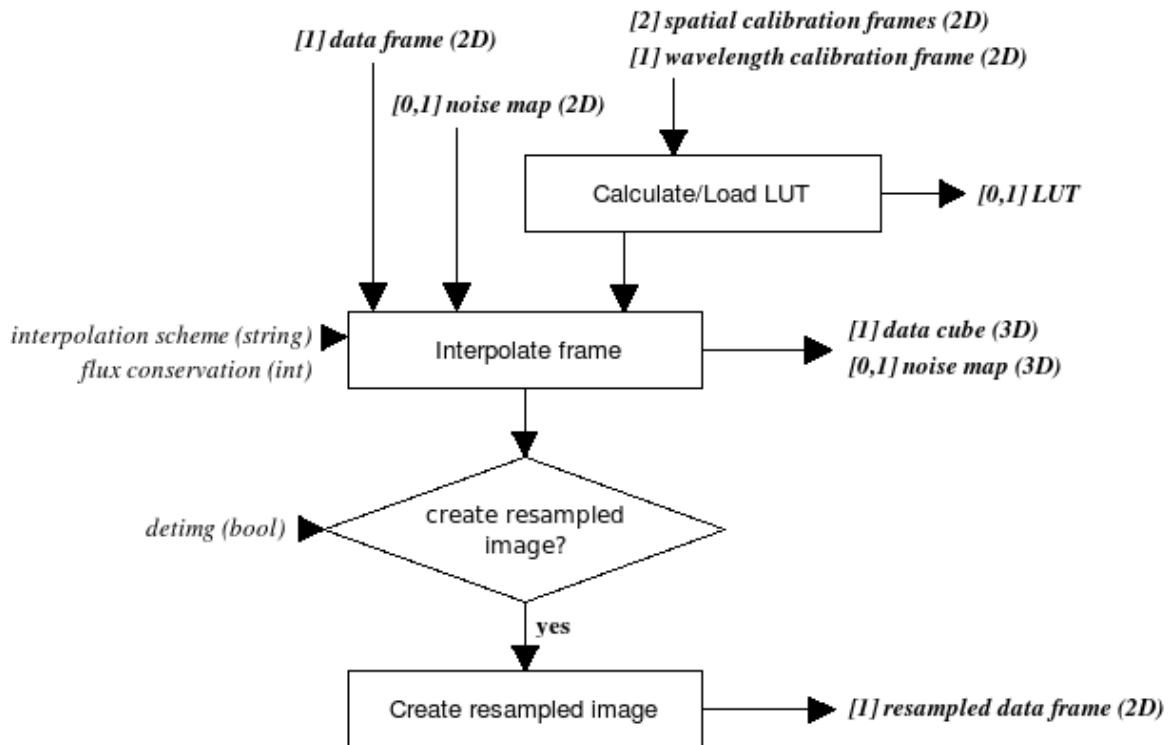 [1] data frame (2D)
[2] spatial calibration frames (2D)
[1] wavelength calibration frame (2D)
[0,1] noise map (2D)
Calculate/Load LUT
[0,1] LUT
interpolation scheme (string)
flux conservation (int)
Interpolate frame
[1] data cube (3D)
[0,1] noise map (3D)
detimg (bool)
create resampled
image?
yes
Create resampled image
[1] resampled data frame (2D)